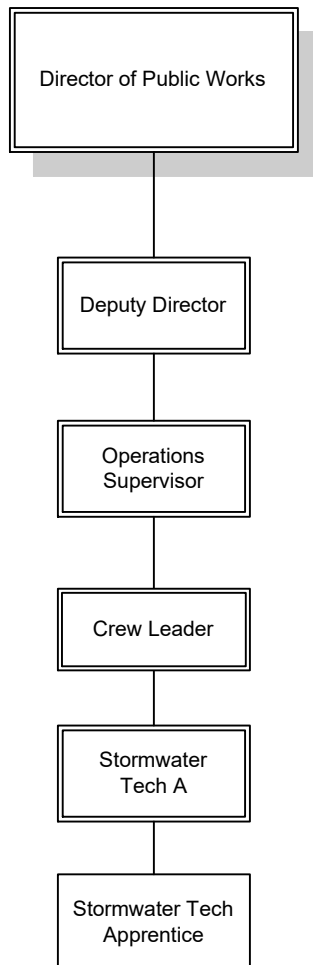 Director of Public Works
Deputy Director
Operations
Supervisor
Crew Leader
Stormwater
Tech A
Stormwater Tech
Apprentice